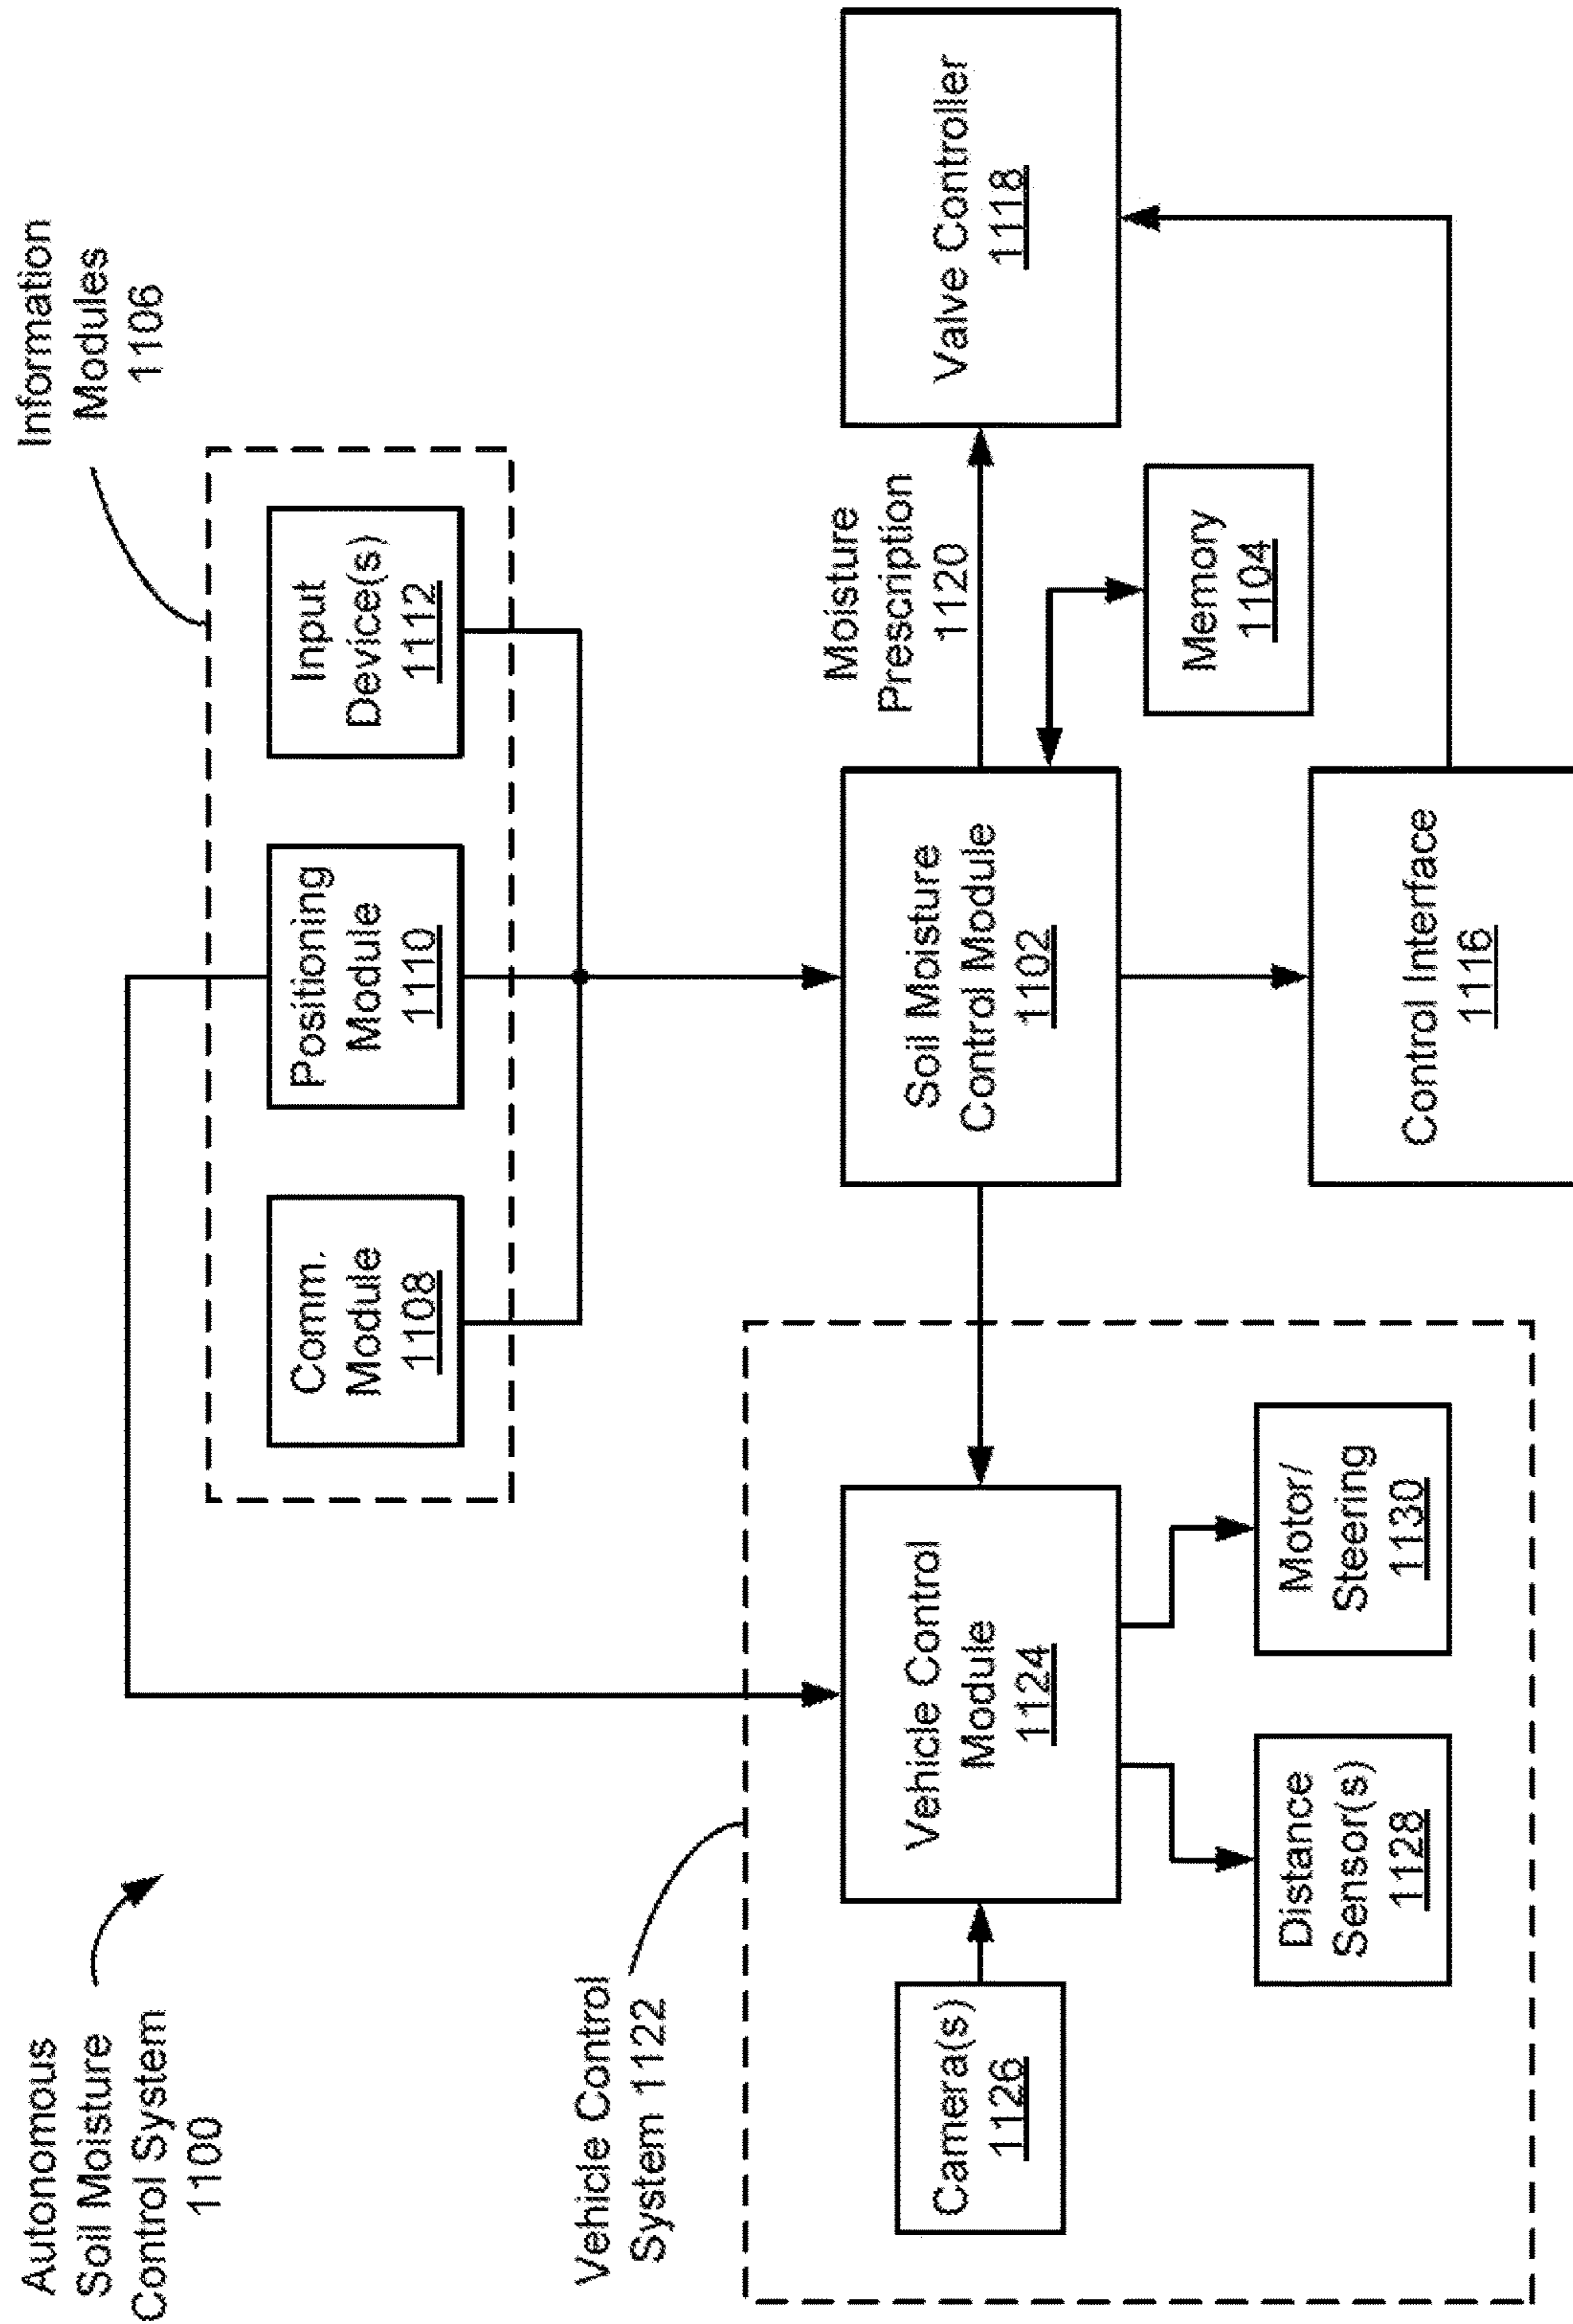 Autonomous
Soil Moisture
Control System
1100
Information
Modules
1106
Comm.
Module
1108
Positioning
Module
1110
Input
Device(s)
1112
Vehicle Control
System 1122
Camera(s)
1126
Vehicle Control
Module
1124
Distance
Sensor(s)
1128
Motor/
Steering
1130
Soil Moisture
Control Module
1102
Moisture
Prescription
1120
Valve Controller
1118
Memory
1104
Control Interface
1116